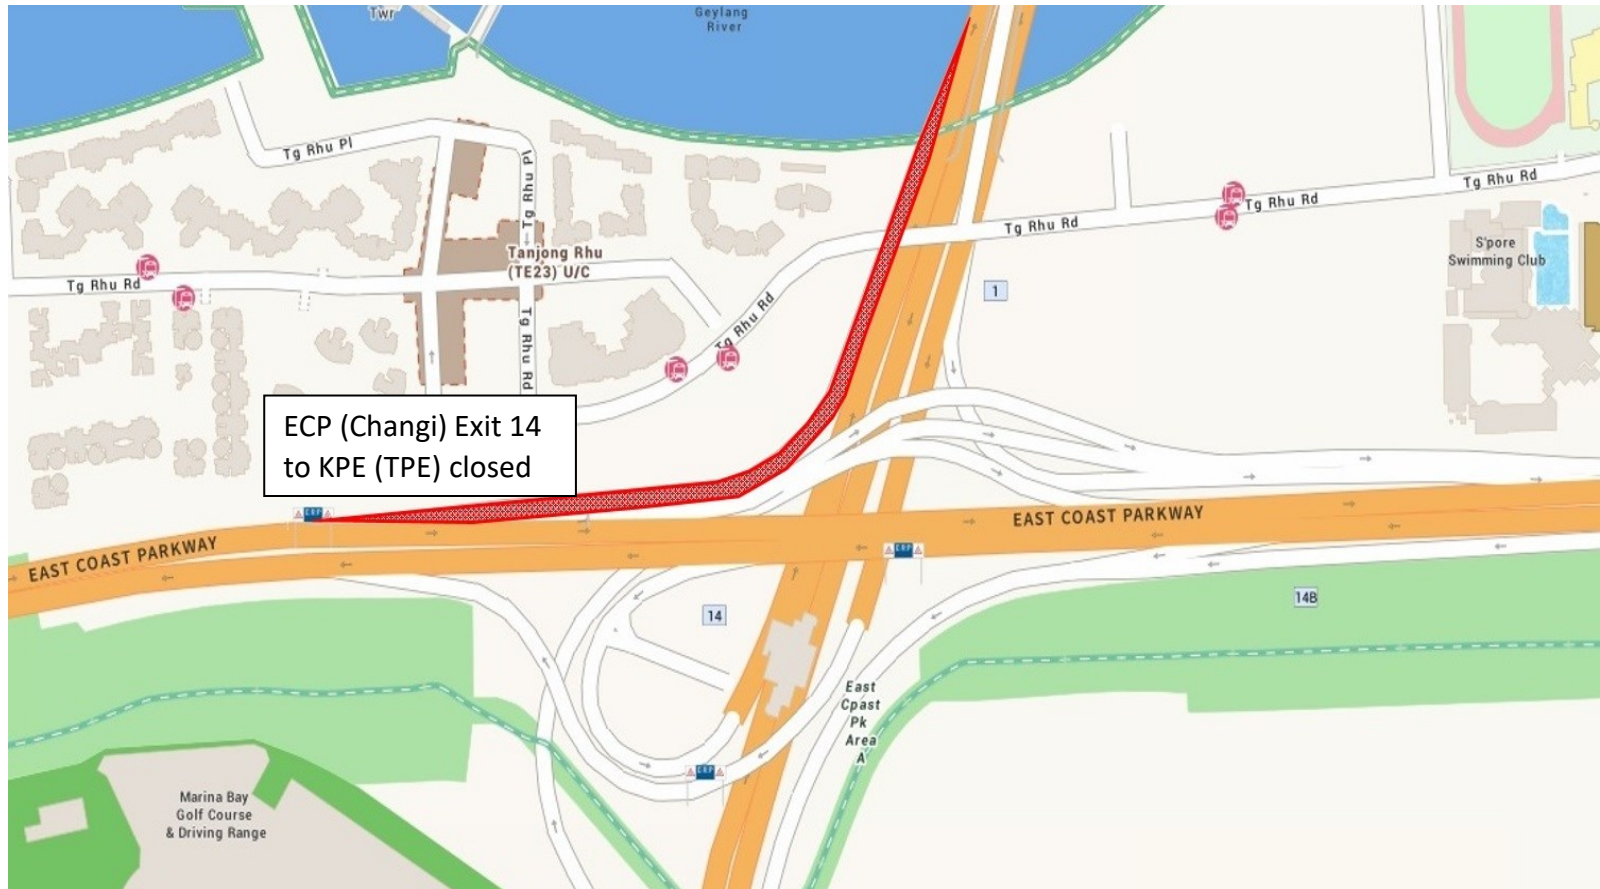 Twr
Geylang
River
Tg Rhu Pl
Tg Rhu Pl
Tg Rhu Rd
Tg Rhu Rd
Tg Rhu Rd
Tanjong Rhu
(TE23) U/C
S'pore
Swimming Club
Tg Rhu Rd
1
Tg Rhu Rd
Tg Rhu Rd
ECP (Changi) Exit 14
to KPE (TPE) closed
ERP
EAST COAST PARKWAY
EAST COAST PARKWAY
ERP
14
14B
East
Cpast
Pk
Area
A
ERP
Marina Bay
Golf Course
& Driving Range